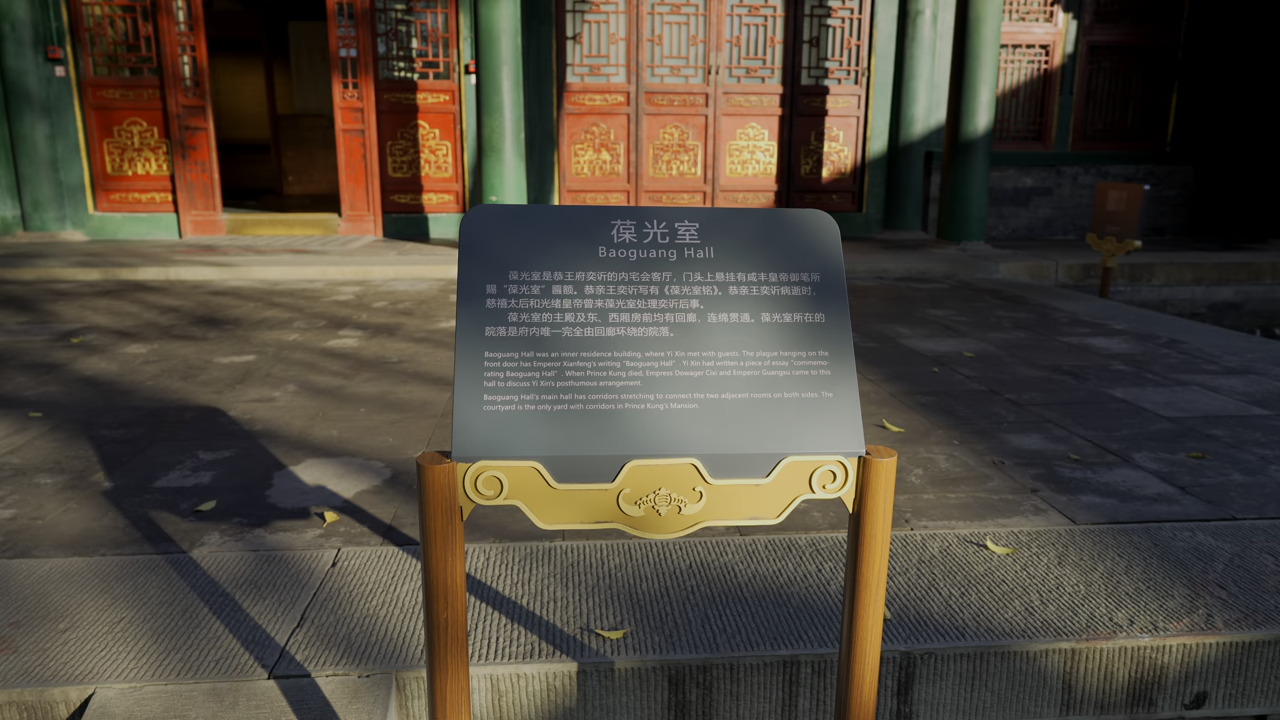 葆光室
Baoguang Hall
葆光室是恭王府奕䜣的内宅会客厅，门头上悬挂有咸丰皇帝御笔所
赐“葆光室”匾额。恭亲王奕䜣写有《葆光室铭》。恭亲王奕䜣病逝时，
慈禧太后和光绪皇帝曾来葆光室处理奕䜣后事。
葆光室的主殿及东、西厢房前均有回廊，连绵贯通。葆光室所在的
院落是府内唯一完全由回廊环绕的院落。
Baoguang Hall was an inner residence building, where Yi Xin met with guests. The plague hanging on the
front door has Emperor Xianfeng's writing "Baoguang Hall" . Yi Xin had written a piece of essay "commemo-
rating Baoguang Hall" . When Prince Kung died, Empress Dowager Cixi and Emperor Guangxu came to this
hall to discuss Yi Xin's posthumous arrangement.
Baoguang Hall's main hall has corridors stretching to connect the two adjacent rooms on both sides. The
courtyard is the only yard with corridors in Prince Kung's Mansion.